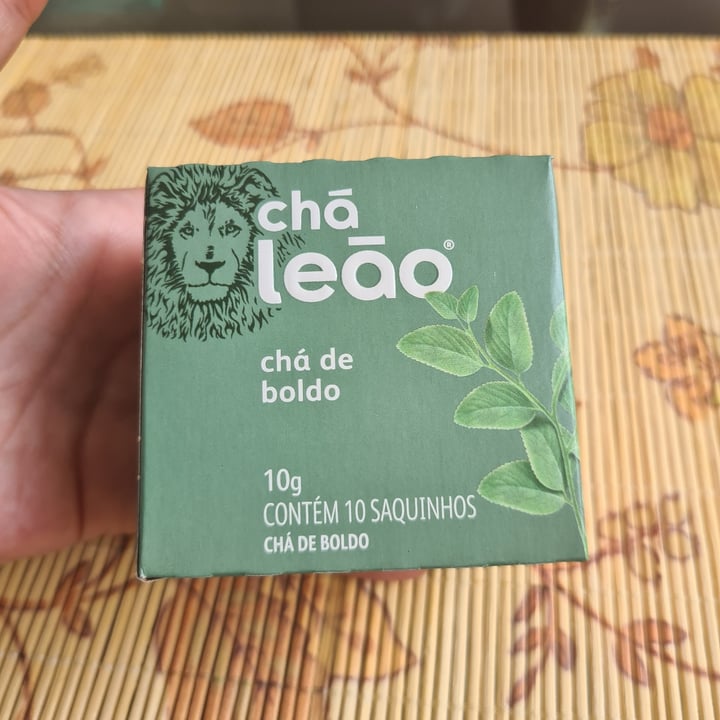 chá
leão®
chá de
boldo
10g
CONTÉM 10 SAQUINHOS
CHÁ DE BOLDO